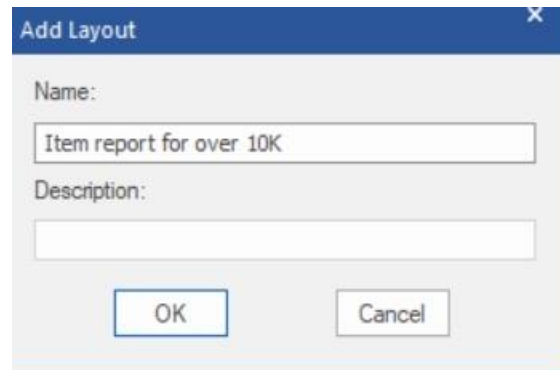 Add Layout
Name:
Item report for over 10K
Description:
OK Cancel